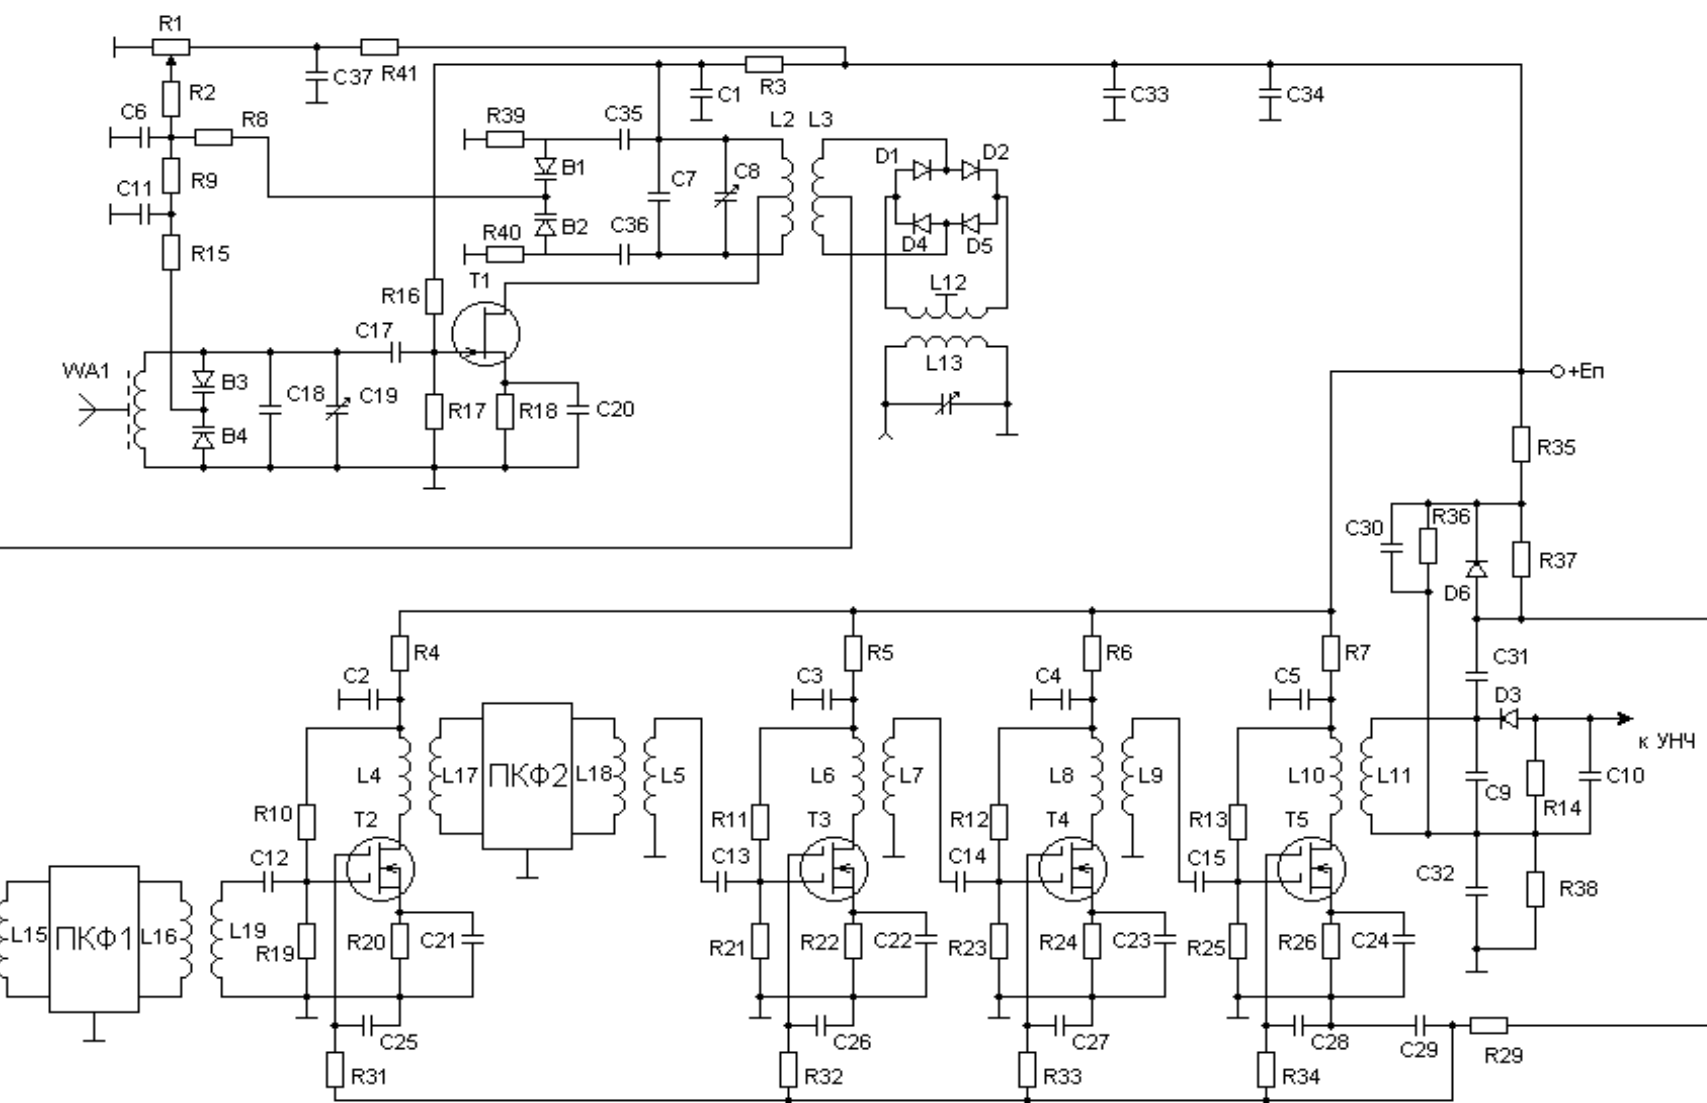 R1
C37 R41
R2
C1
R3
C33
C34
C6
R8
R39
C35
L2 L3
D1
D2
B1
C11
R9
C7
C8
R40
B2
C36
D4
D5
R15
T1
L12
R16
C17
L13
WA1
B3
C18
C19
+Eп
R17
R18
C20
B4
R35
C30
R36
R37
D6
R4
R5
R6
R7
C31
C2
C3
C4
C5
D3
к УНЧ
L4
L17
ПКФ2
L18
L5
L6
L7
L8
L9
L10
L11
C9
C10
R14
R10
T2
R11
T3
R12
T4
R13
T5
C12
C13
C14
C15
C32
R38
L15
ПКФ1
L16
L19
R19
R20
C21
R21
R22
C22
R23
R24
C23
R25
R26
C24
C25
C26
C27
C28
C29
R29
R31
R32
R33
R34